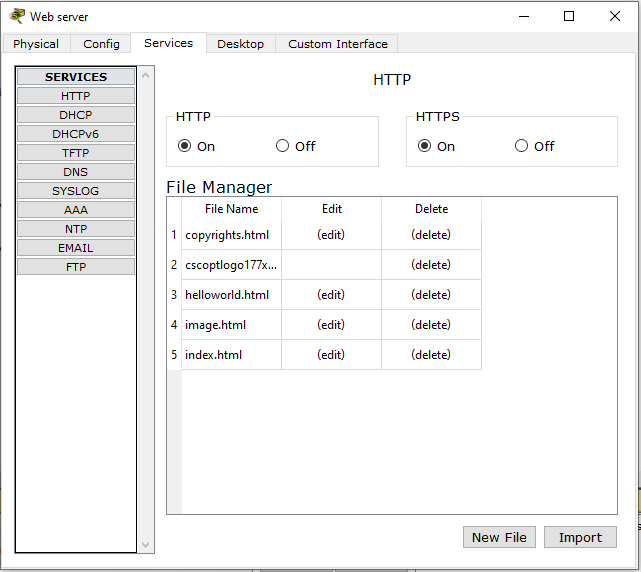 Web server
Physical Config Services Desktop Custom Interface
SERVICES
HTTP
DHCP
DHCPv6
TFTP
DNS
SYSLOG
AAA
NTP
EMAIL
FTP
HTTP
HTTP
On Off
HTTPS
On Off
File Manager
File Name Edit Delete
1 copyrights.html (edit) (delete)
2 cscoptlogo177x... (delete)
3 helloworld.html (edit) (delete)
4 image.html (edit) (delete)
5 index.html (edit) (delete)
New File Import